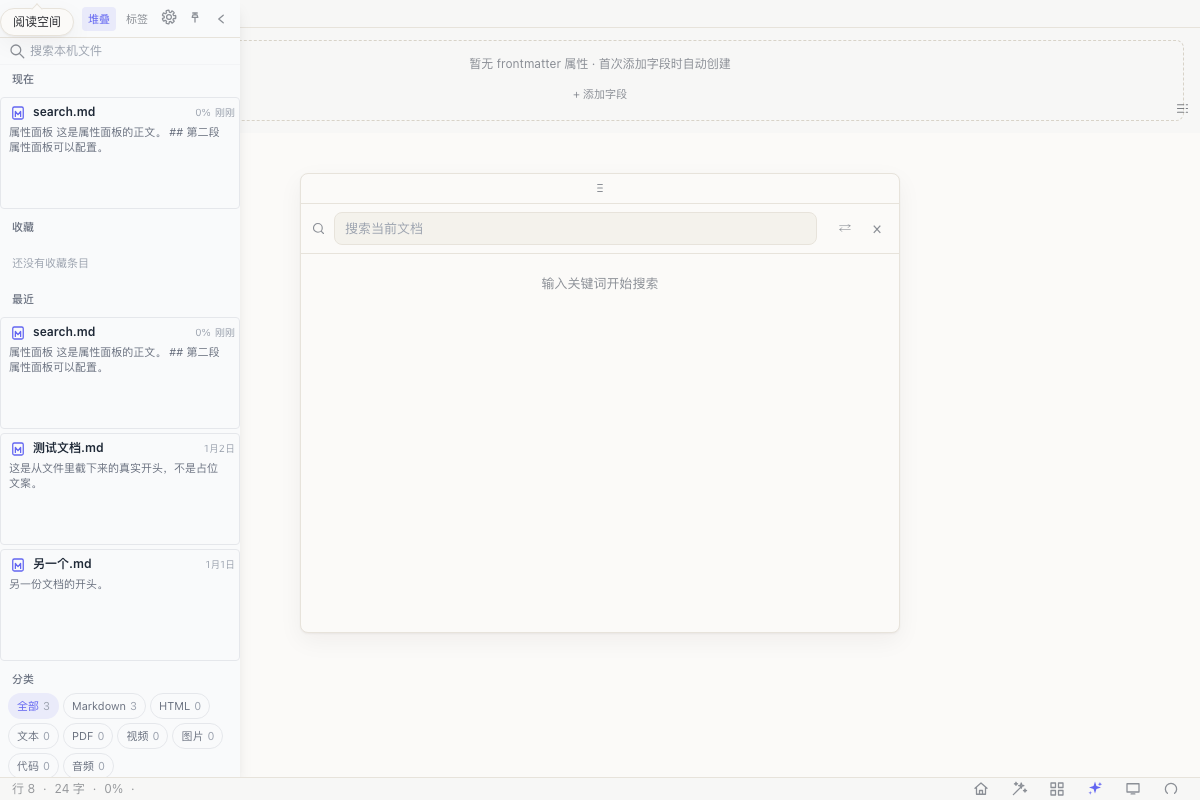 阅读空间
堆叠
标签
搜索本机文件
现在
search.md
0% 刚刚
属性面板 这是属性面板的正文。 ## 第二段
属性面板可以配置。
收藏
还没有收藏条目
最近
search.md
0% 刚刚
属性面板 这是属性面板的正文。 ## 第二段
属性面板可以配置。
测试文档.md
1月2日
这是从文件里截下来的真实开头，不是占位
文案。
另一个.md
1月1日
另一份文档的开头。
分类
全部 3
Markdown 3
HTML 0
文本 0
PDF 0
视频 0
图片 0
代码 0
音频 0
暂无 frontmatter 属性 · 首次添加字段时自动创建
+ 添加字段
搜索当前文档
输入关键词开始搜索
行 8 · 24 字 · 0% ·